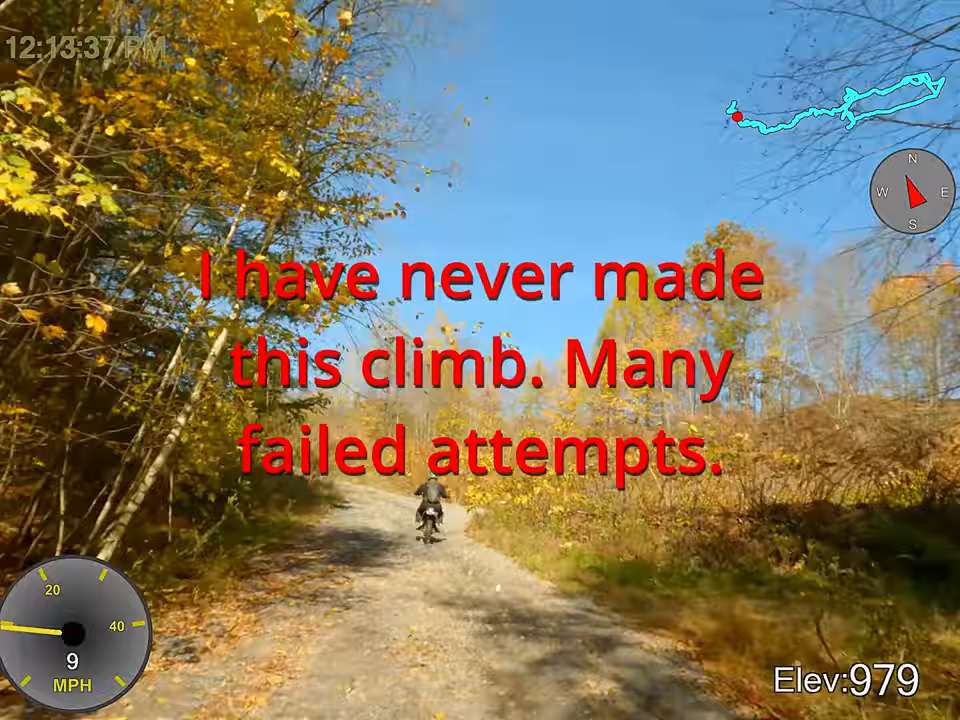 12:13:37 PM
N
W E
S
I have never made
this climb. Many
failed attempts.
20
40
9
MPH
Elev:979